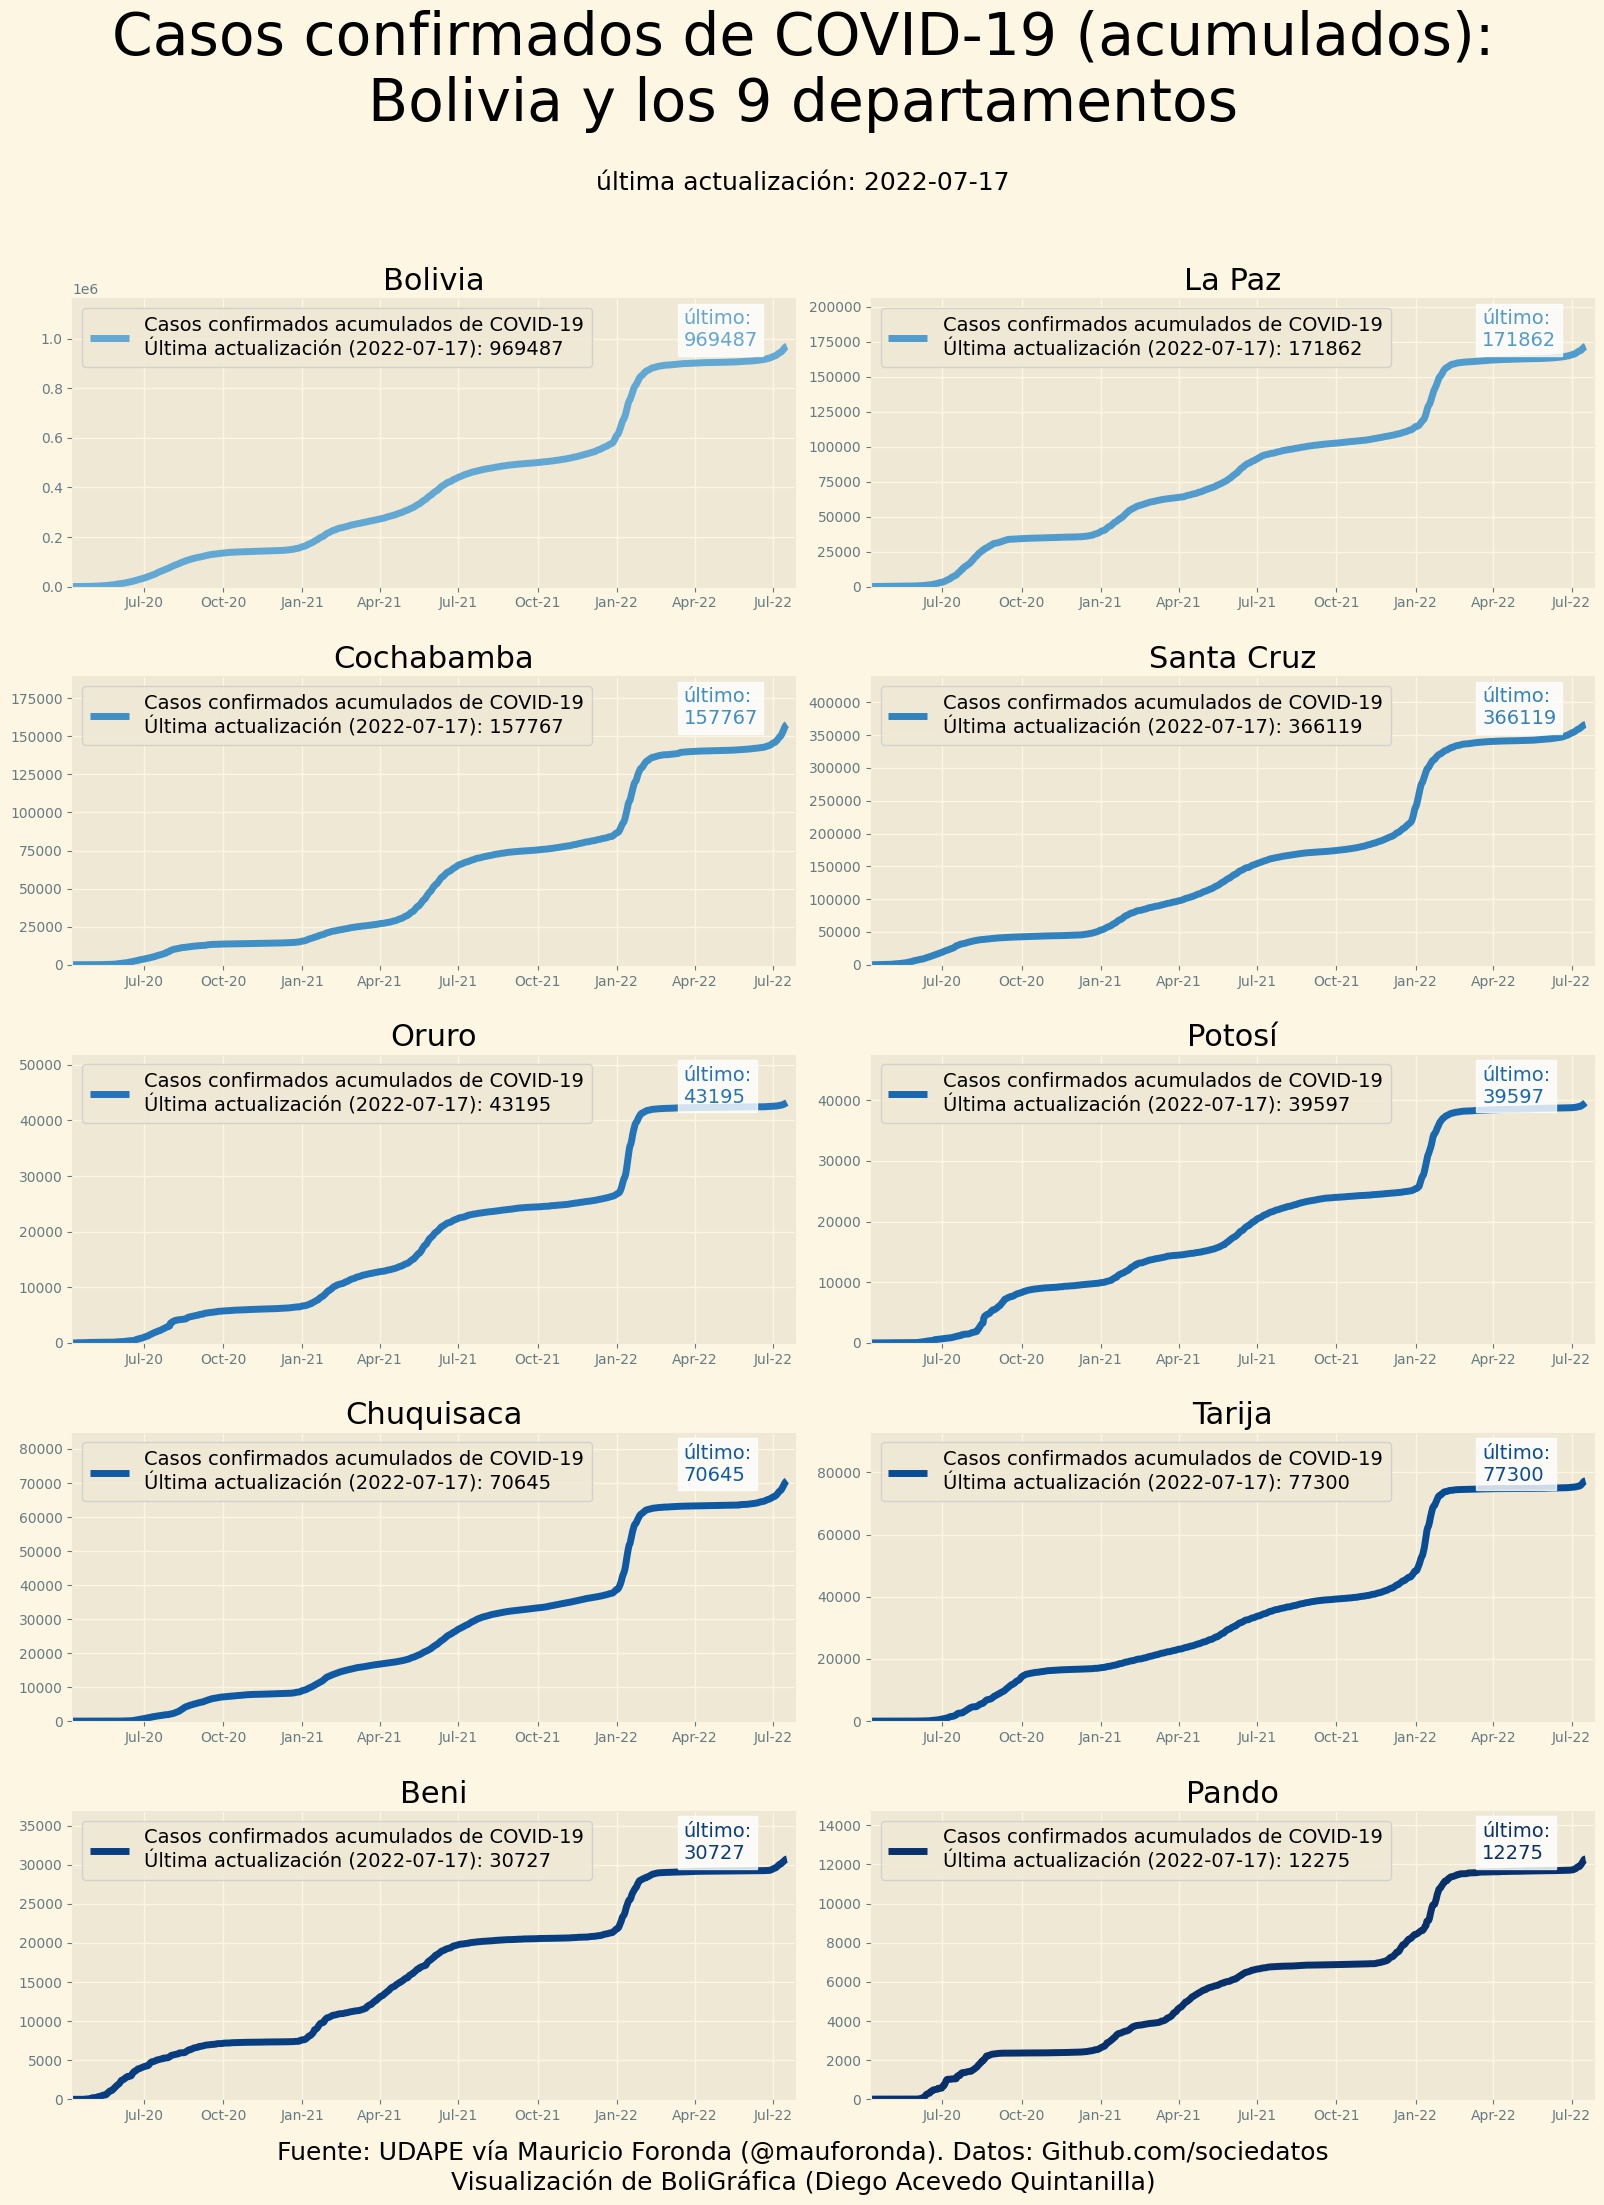 Casos confirmados de COVID-19 (acumulados):
Bolivia y los 9 departamentos
última actualización: 2022-07-17
Bolivia
1e6
Casos confirmados acumulados de COVID-19
Última actualización (2022-07-17): 969487
último:
969487
1.0
0.8
0.6
0.4
0.2
0.0
Jul-20 Oct-20 Jan-21 Apr-21 Jul-21 Oct-21 Jan-22 Apr-22 Jul-22
La Paz
Casos confirmados acumulados de COVID-19
Última actualización (2022-07-17): 171862
último:
171862
200000
175000
150000
125000
100000
75000
50000
25000
0
Jul-20 Oct-20 Jan-21 Apr-21 Jul-21 Oct-21 Jan-22 Apr-22 Jul-22
Cochabamba
Casos confirmados acumulados de COVID-19
Última actualización (2022-07-17): 157767
último:
157767
175000
150000
125000
100000
75000
50000
25000
0
Jul-20 Oct-20 Jan-21 Apr-21 Jul-21 Oct-21 Jan-22 Apr-22 Jul-22
Santa Cruz
Casos confirmados acumulados de COVID-19
Última actualización (2022-07-17): 366119
último:
366119
400000
350000
300000
250000
200000
150000
100000
50000
0
Jul-20 Oct-20 Jan-21 Apr-21 Jul-21 Oct-21 Jan-22 Apr-22 Jul-22
Oruro
Casos confirmados acumulados de COVID-19
Última actualización (2022-07-17): 43195
último:
43195
50000
40000
30000
20000
10000
0
Jul-20 Oct-20 Jan-21 Apr-21 Jul-21 Oct-21 Jan-22 Apr-22 Jul-22
Potosí
Casos confirmados acumulados de COVID-19
Última actualización (2022-07-17): 39597
último:
39597
40000
30000
20000
10000
0
Jul-20 Oct-20 Jan-21 Apr-21 Jul-21 Oct-21 Jan-22 Apr-22 Jul-22
Chuquisaca
Casos confirmados acumulados de COVID-19
Última actualización (2022-07-17): 70645
último:
70645
80000
70000
60000
50000
40000
30000
20000
10000
0
Jul-20 Oct-20 Jan-21 Apr-21 Jul-21 Oct-21 Jan-22 Apr-22 Jul-22
Tarija
Casos confirmados acumulados de COVID-19
Última actualización (2022-07-17): 77300
último:
77300
80000
60000
40000
20000
0
Jul-20 Oct-20 Jan-21 Apr-21 Jul-21 Oct-21 Jan-22 Apr-22 Jul-22
Beni
Casos confirmados acumulados de COVID-19
Última actualización (2022-07-17): 30727
último:
30727
35000
30000
25000
20000
15000
10000
5000
0
Jul-20 Oct-20 Jan-21 Apr-21 Jul-21 Oct-21 Jan-22 Apr-22 Jul-22
Pando
Casos confirmados acumulados de COVID-19
Última actualización (2022-07-17): 12275
último:
12275
14000
12000
10000
8000
6000
4000
2000
0
Jul-20 Oct-20 Jan-21 Apr-21 Jul-21 Oct-21 Jan-22 Apr-22 Jul-22
Fuente: UDAPE vía Mauricio Foronda (@mauforonda). Datos: Github.com/sociedatos
Visualización de BoliGráfica (Diego Acevedo Quintanilla)